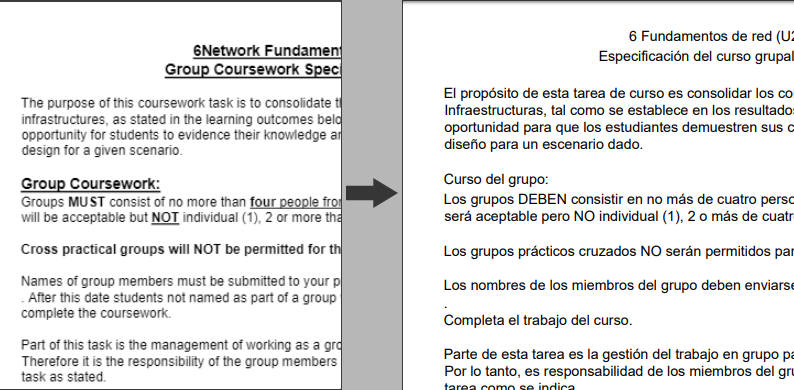 6Network Fundament
Group Coursework Speci
The purpose of this coursework task is to consolidate
infrastructures, as stated in the learning outcomes belo
opportunity for students to evidence their knowledge
design for a given scenario.
Group Coursework:
Groups MUST consist of no more than four people from
will be acceptable but NOT individual (1), 2 or more tha
Cross practical groups will NOT be permitted for th
Names of group members must be submitted to your p
. After this date students not named as part of a group
complete the coursework.
Part of this task is the management of working as a gro
Therefore it is the responsibility of the group members
task as stated.
6 Fundamentos de red (U2
Especificación del curso grupal
El propósito de esta tarea de curso es consolidar los co
Infraestructuras, tal como se establece en los resultados
oportunidad para que los estudiantes demuestren sus c
diseño para un escenario dado.
Curso del grupo:
Los grupos DEBEN consistir en no más de cuatro perso
será aceptable pero NO individual (1), 2 o más de cuatr
Los grupos prácticos cruzados NO serán permitidos par
Los nombres de los miembros del grupo deben enviarse
.
Completa el trabajo del curso.
Parte de esta tarea es la gestión del trabajo en grupo pa
Por lo tanto, es responsabilidad de los miembros del gru
tarea como se indica.